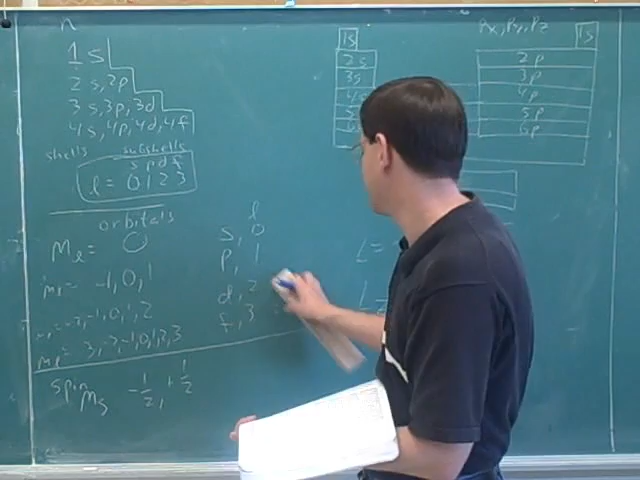 n
1 s
2 s, 2p
3 s, 3p, 3d
4 s, 4p, 4d, 4f
shells subshells
s p d f
l = 0 1 2 3
orbitals
l
Ml = 0 s, 0
ml = -1, 0, 1 p, 1
-2, -1, 0, 1, 2 d, 2
ml = 3, -2, -1, 0, 1, 2, 3 f, 3
spin Ms -1/2, +1/2
1s
2s
3s
Px, Py, Pz
1s
2p
3p
4p
5p
6p
l =